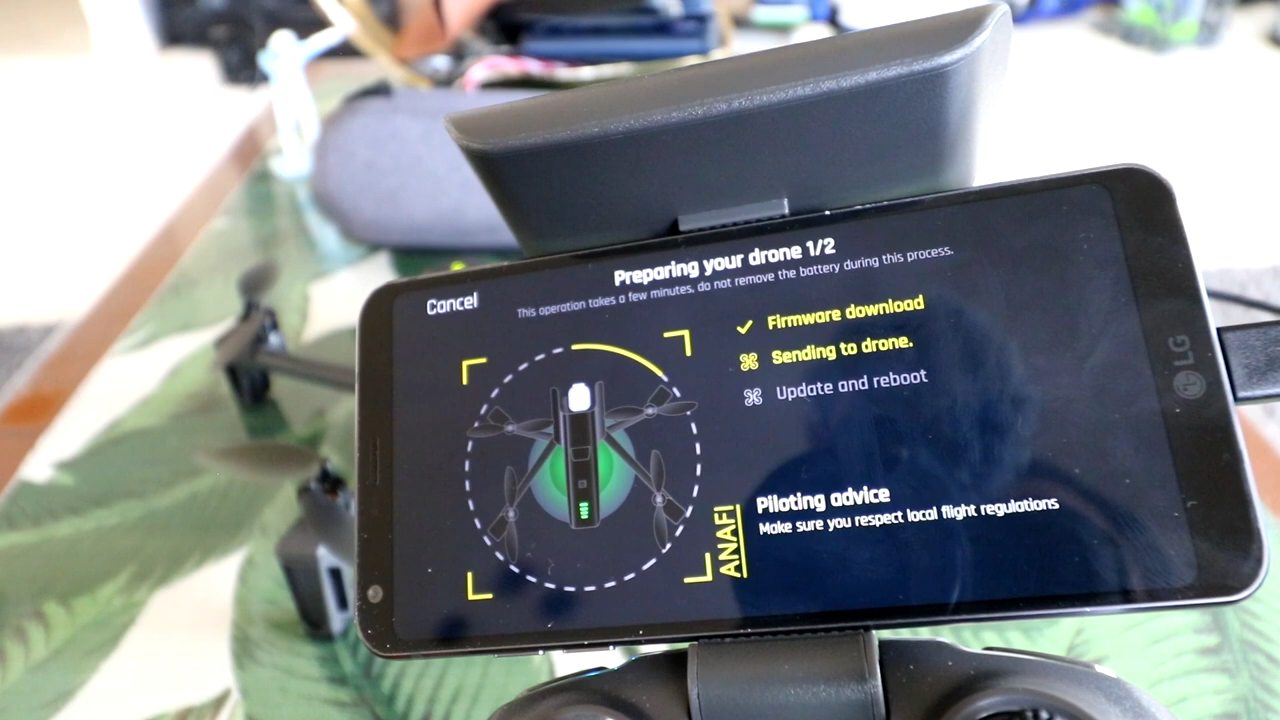 Preparing your drone 1/2
Cancel
This operation takes a few minutes, do not remove the battery during this process.
Firmware download
Sending to drone.
Update and reboot
Piloting advice
Make sure you respect local flight regulations
ANAFI
LG